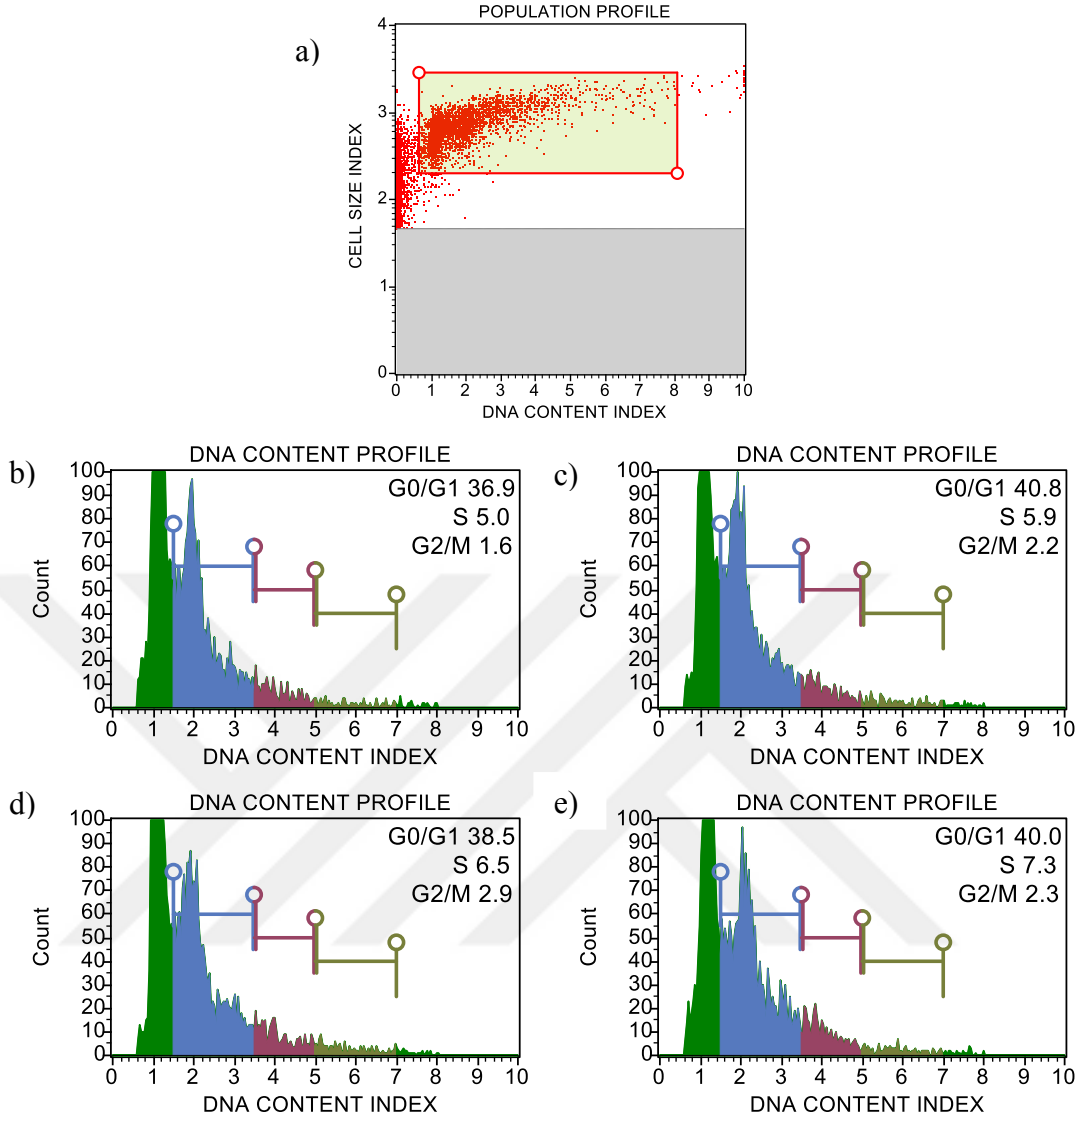 POPULATION PROFILE
a)
4
3
2
1
0
CELL SIZE INDEX
0 1 2 3 4 5 6 7 8 9 10
DNA CONTENT INDEX
b)
DNA CONTENT PROFILE
G0/G1 36.9
S 5.0
G2/M 1.6
100
90
80
70
60
50
40
30
20
10
0
Count
0 1 2 3 4 5 6 7 8 9 10
DNA CONTENT INDEX
c)
DNA CONTENT PROFILE
G0/G1 40.8
S 5.9
G2/M 2.2
100
90
80
70
60
50
40
30
20
10
0
Count
0 1 2 3 4 5 6 7 8 9 10
DNA CONTENT INDEX
d)
DNA CONTENT PROFILE
G0/G1 38.5
S 6.5
G2/M 2.9
100
90
80
70
60
50
40
30
20
10
0
Count
0 1 2 3 4 5 6 7 8 9 10
DNA CONTENT INDEX
e)
DNA CONTENT PROFILE
G0/G1 40.0
S 7.3
G2/M 2.3
100
90
80
70
60
50
40
30
20
10
0
Count
0 1 2 3 4 5 6 7 8 9 10
DNA CONTENT INDEX